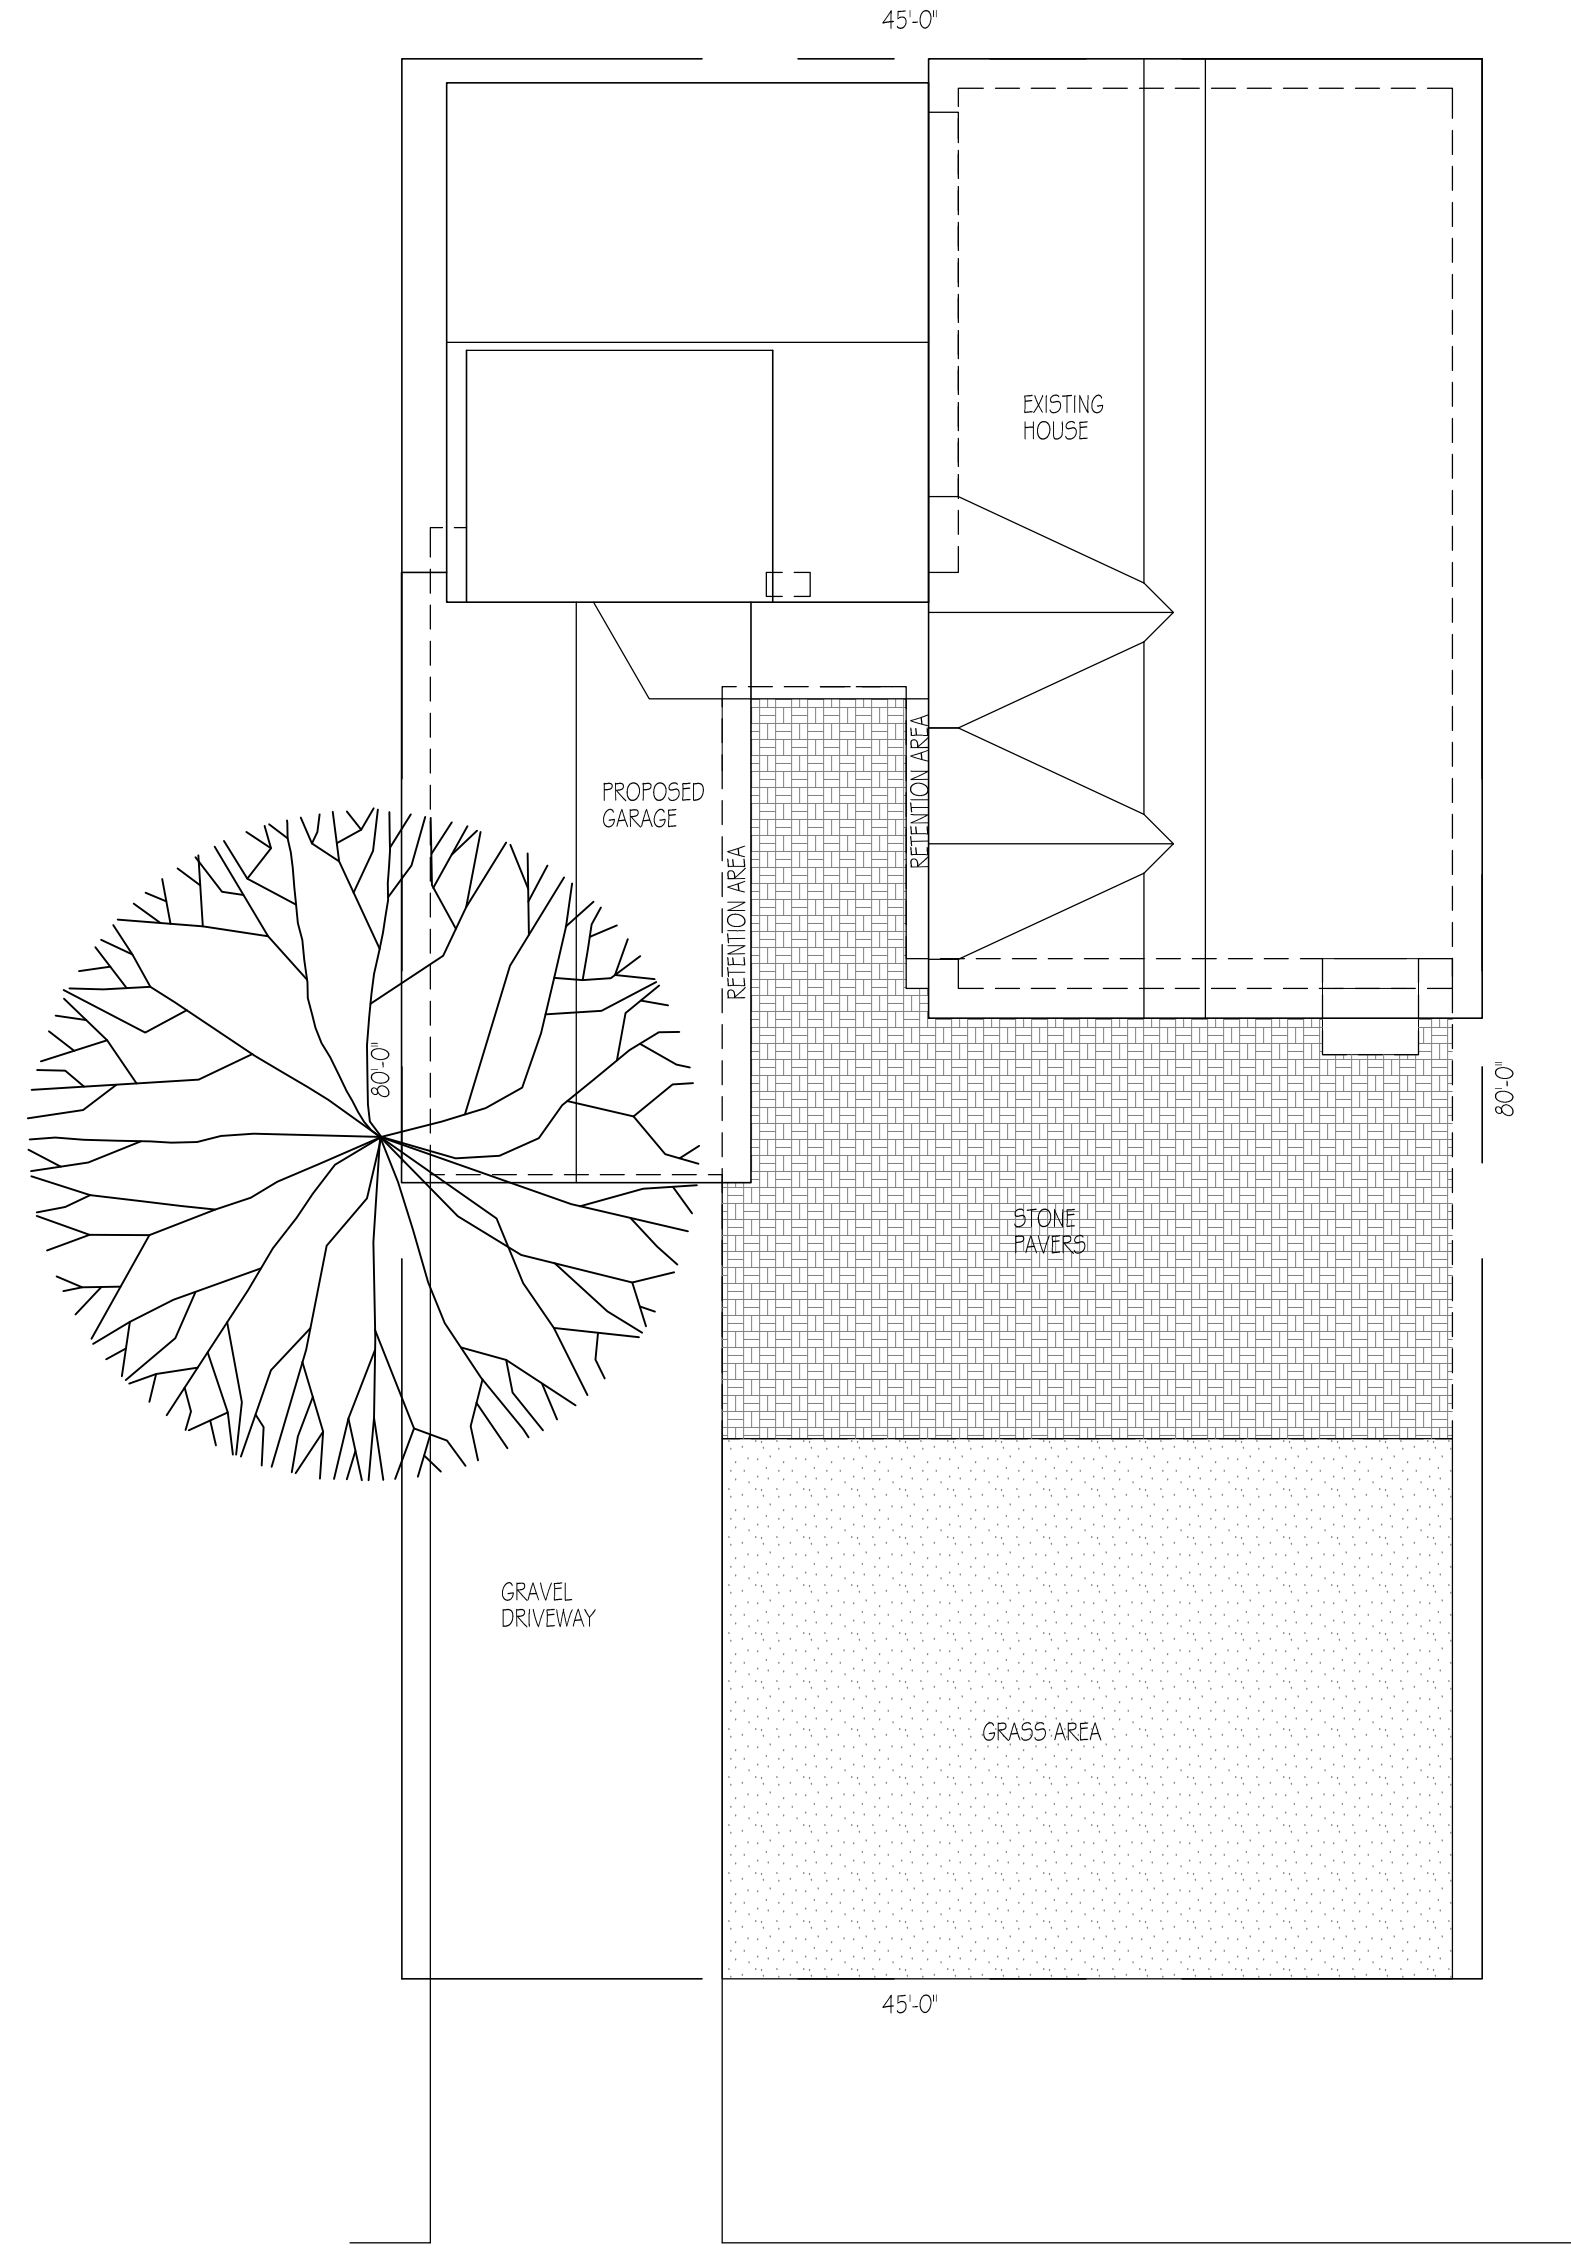 45'-0"
EXISTING
HOUSE
PROPOSED
GARAGE
RETENTION AREA
RETENTION AREA
80'-0"
80'-0"
STONE
PAVERS
GRAVEL
DRIVEWAY
GRASS AREA
45'-0"